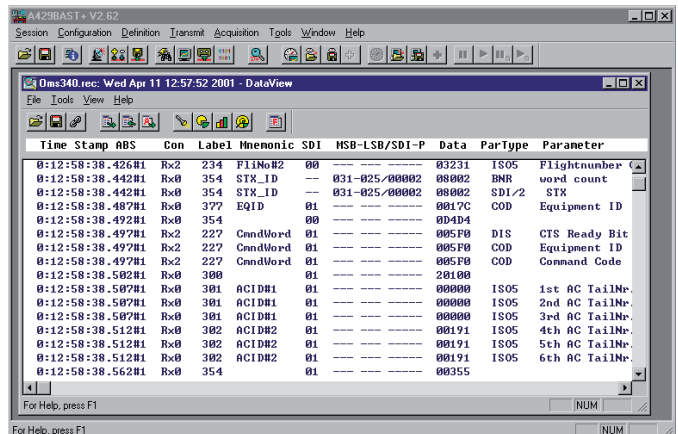 A429BAST+ V2.62
Session Configuration Definition Transmit Acquisition Tools Window Help
Oms340.rec: Wed Apr 11 12:57:52 2001 - DataView
File Tools View Help
Time Stamp ABS Con Label Mnemonic SDI MSB-LSB/SDI-P Data ParType Parameter
0:12:58:38.426#1 Rx2 234 FliNo#2 00 --- --- ----- 03231 ISO5 Flightnumber
0:12:58:38.442#1 Rx0 354 STX_ID -- 031-025/00002 08002 BNR word count
0:12:58:38.442#1 Rx0 354 STX_ID -- 031-025/00002 08002 SDI/2 STX
0:12:58:38.487#1 Rx0 377 EQID 01 --- --- ----- 0017C COD Equipment ID
0:12:58:38.492#1 Rx0 354 00 --- --- ----- 0D4D4
0:12:58:38.497#1 Rx2 227 CmndWord 01 --- --- ----- 005F0 DIS CTS Ready Bit
0:12:58:38.497#1 Rx2 227 CmndWord 01 --- --- ----- 005F0 COD Equipment ID
0:12:58:38.497#1 Rx2 227 CmndWord 01 --- --- ----- 005F0 COD Command Code
0:12:58:38.502#1 Rx0 300 01 --- --- ----- 20100
0:12:58:38.507#1 Rx0 301 ACID#1 01 --- --- ----- 00000 ISO5 1st AC TailNr.
0:12:58:38.507#1 Rx0 301 ACID#1 01 --- --- ----- 00000 ISO5 2nd AC TailNr.
0:12:58:38.507#1 Rx0 301 ACID#1 01 --- --- ----- 00000 ISO5 3rd AC TailNr.
0:12:58:38.512#1 Rx0 302 ACID#2 01 --- --- ----- 00191 ISO5 4th AC TailNr.
0:12:58:38.512#1 Rx0 302 ACID#2 01 --- --- ----- 00191 ISO5 5th AC TailNr.
0:12:58:38.512#1 Rx0 302 ACID#2 01 --- --- ----- 00191 ISO5 6th AC TailNr.
0:12:58:38.562#1 Rx0 354 01 --- --- ----- 00355
For Help, press F1 NUM
For Help, press F1 NUM